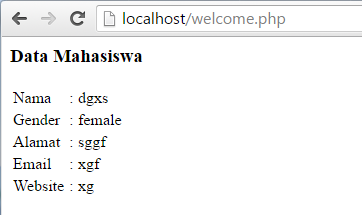 localhost/welcome.php
Data Mahasiswa
Nama : dgxs
Gender : female
Alamat : sggf
Email : xgf
Website : xg